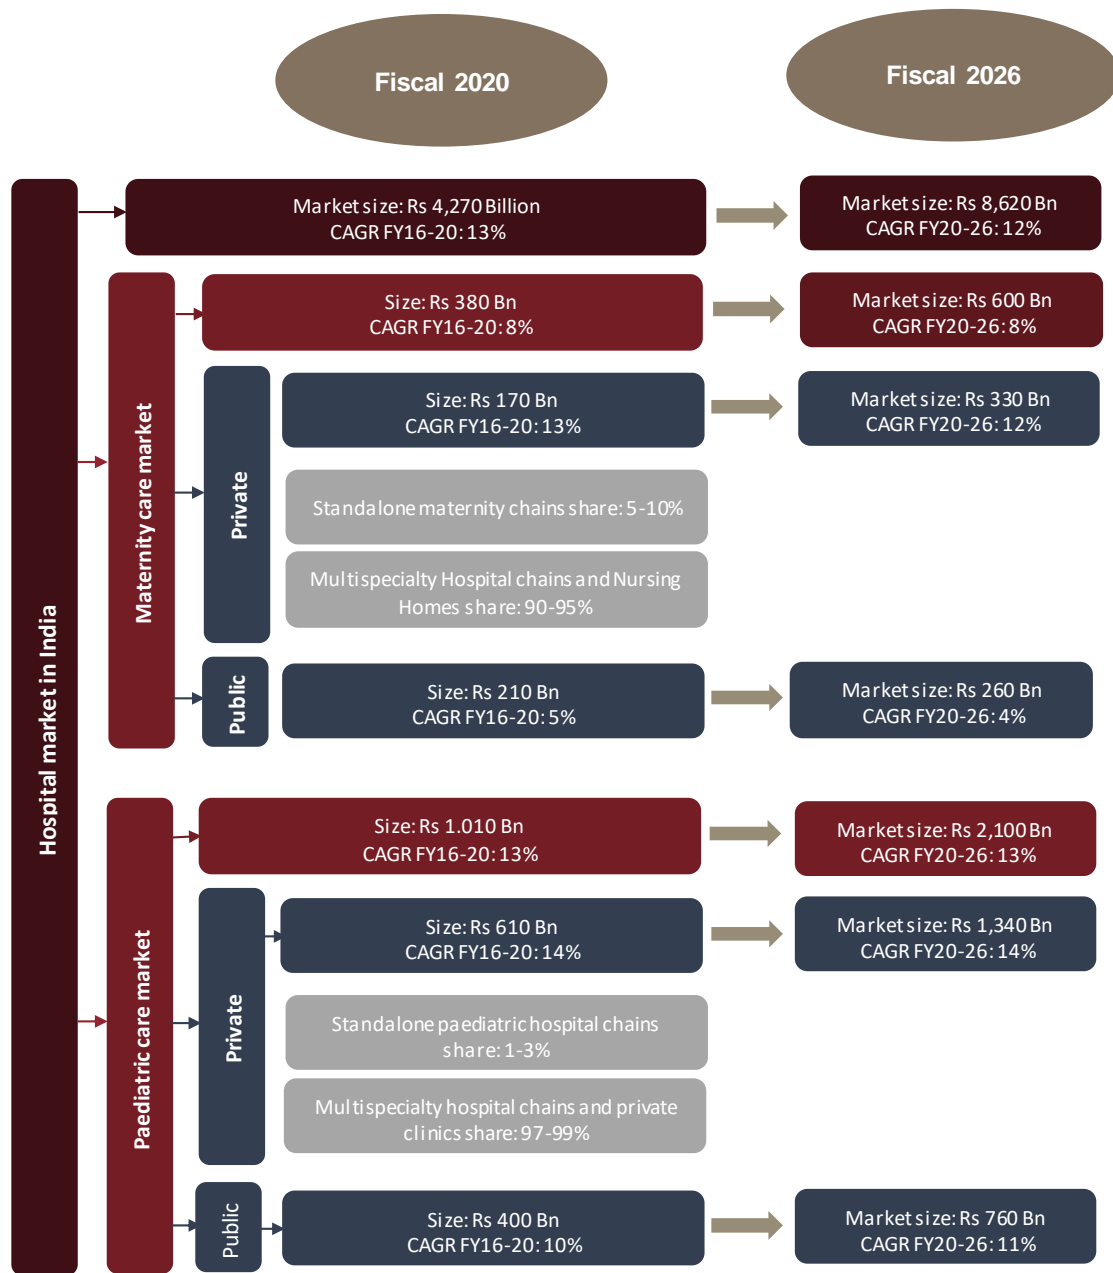 Fiscal 2020
Fiscal 2026
Hospital market in India
Market size: Rs 4,270 Billion
CAGR FY16-20: 13%
Market size: Rs 8,620 Bn
CAGR FY20-26: 12%
Maternity care market
Size: Rs 380 Bn
CAGR FY16-20: 8%
Market size: Rs 600 Bn
CAGR FY20-26: 8%
Private
Size: Rs 170 Bn
CAGR FY16-20: 13%
Market size: Rs 330 Bn
CAGR FY20-26: 12%
Standalone maternity chains share: 5-10%
Multispecialty Hospital chains and Nursing
Homes share: 90-95%
Public
Size: Rs 210 Bn
CAGR FY16-20: 5%
Market size: Rs 260 Bn
CAGR FY20-26: 4%
Paediatric care market
Size: Rs 1.010 Bn
CAGR FY16-20: 13%
Market size: Rs 2,100 Bn
CAGR FY20-26: 13%
Private
Size: Rs 610 Bn
CAGR FY16-20: 14%
Market size: Rs 1,340 Bn
CAGR FY20-26: 14%
Standalone paediatric hospital chains
share: 1-3%
Multispecialty hospital chains and private
clinics share: 97-99%
Public
Size: Rs 400 Bn
CAGR FY16-20: 10%
Market size: Rs 760 Bn
CAGR FY20-26: 11%